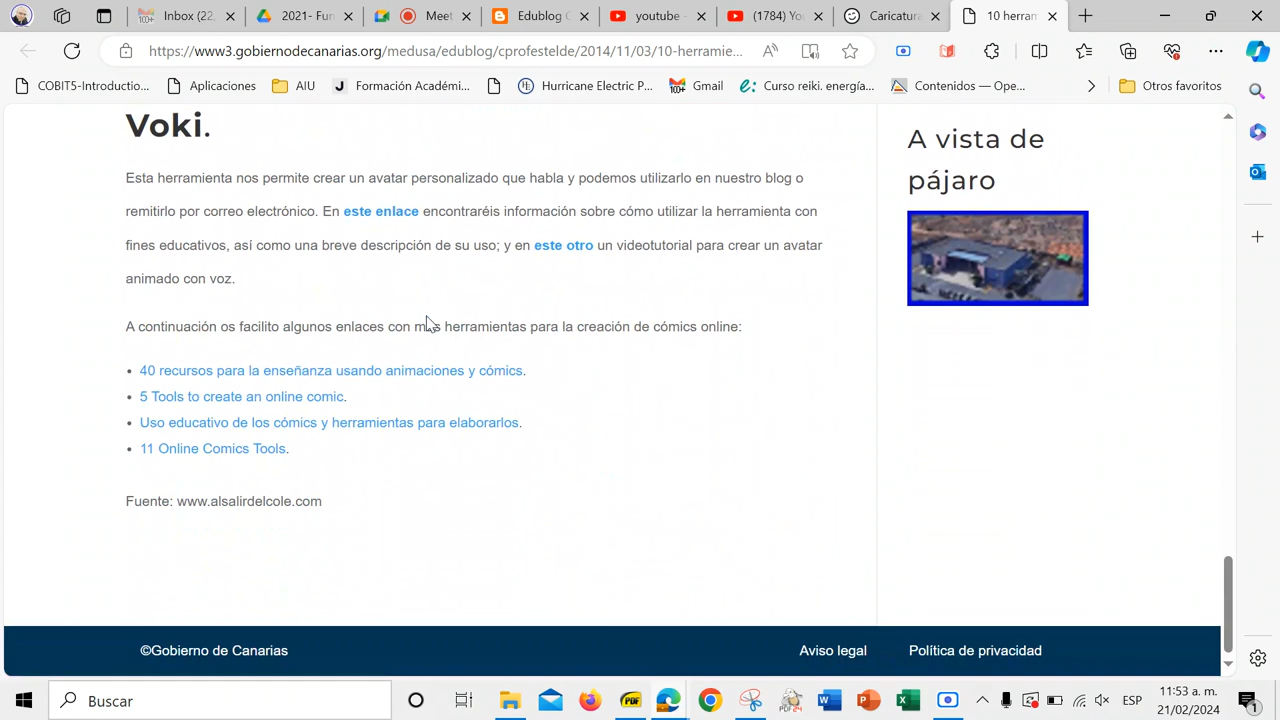 Inbox (22,
2021- Fun
Meet
Edublog C
youtube -
(1784) Yo
Caricatura
10 herram
https://www3.gobiernodecanarias.org/medusa/edublog/cprofestelde/2014/11/03/10-herramie...
COBIT5-Introductio...
Aplicaciones
AIU
Formación Académi...
Hurricane Electric P...
Gmail
Curso reiki. energía...
Contenidos — Ope...
Otros favoritos
Voki.
Esta herramienta nos permite crear un avatar personalizado que habla y podemos utilizarlo en nuestro blog o
remitirlo por correo electrónico. En este enlace encontraréis información sobre cómo utilizar la herramienta con
fines educativos, así como una breve descripción de su uso; y en este otro un videotutorial para crear un avatar
animado con voz.
A continuación os facilito algunos enlaces con más herramientas para la creación de cómics online:
• 40 recursos para la enseñanza usando animaciones y cómics.
• 5 Tools to create an online comic.
• Uso educativo de los cómics y herramientas para elaborarlos.
• 11 Online Comics Tools.
Fuente: www.alsalirdelcole.com
A vista de
pájaro
©Gobierno de Canarias
Aviso legal
Política de privacidad
Buscar
ESP
11:53 a. m.
21/02/2024